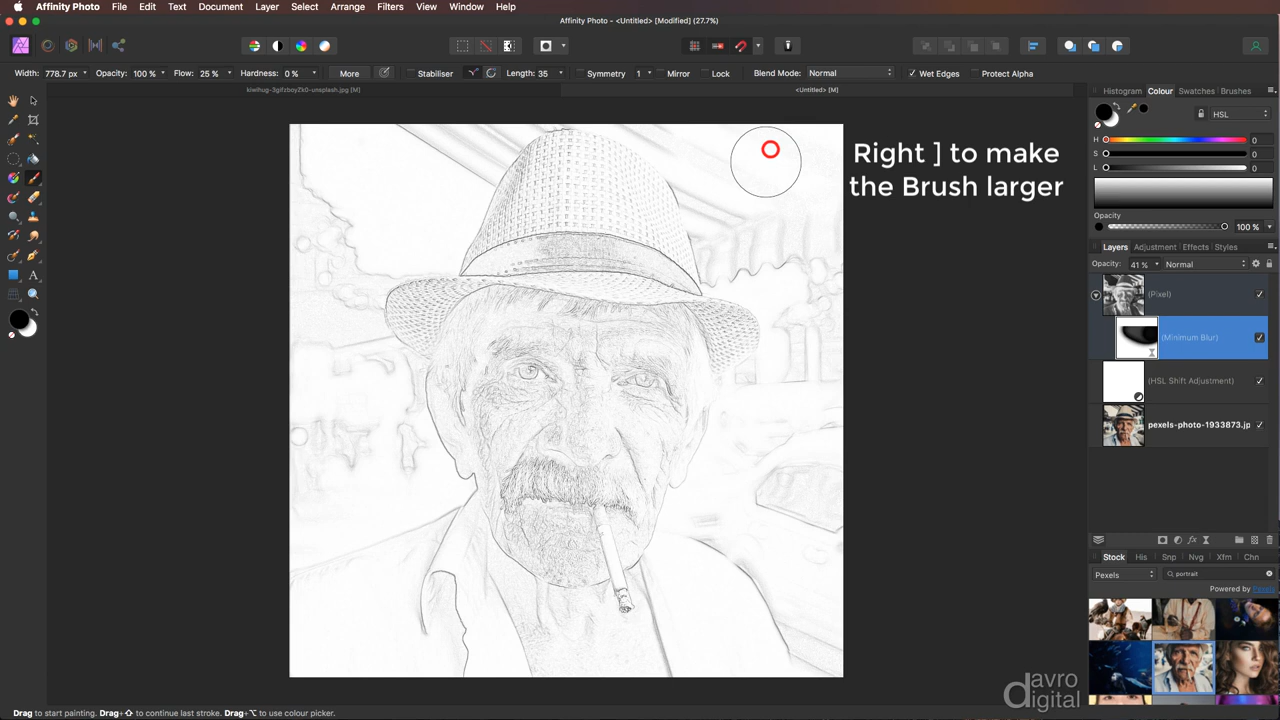 Affinity Photo File Edit Text Document Layer Select Arrange Filters View Window Help
Affinity Photo - <Untitled> [Modified] (27.7%)
Width: 778.7 px Opacity: 100 % Flow: 25 % Hardness: 0 % More Stabiliser Length: 35 Symmetry 1 Mirror Lock Blend Mode: Normal Wet Edges Protect Alpha
<Untitled> [M]
Histogram Colour Swatches Brushes
HSL
H 0
S 0
L 0
Opacity
100 %
Layers Adjustment Effects Styles
Opacity: 41 % Normal
(Pixel)
(Minimum Blur)
(HSL Shift Adjustment)
pexels-photo-1933873.jp
Stock His Snp Nvg Xfm Chn
Pexels portrait
Powered by Pexels
Right ] to make
the Brush larger
davro
digital
Drag to start painting. Drag+⇧ to continue last stroke. Drag+⌥ to use colour picker.